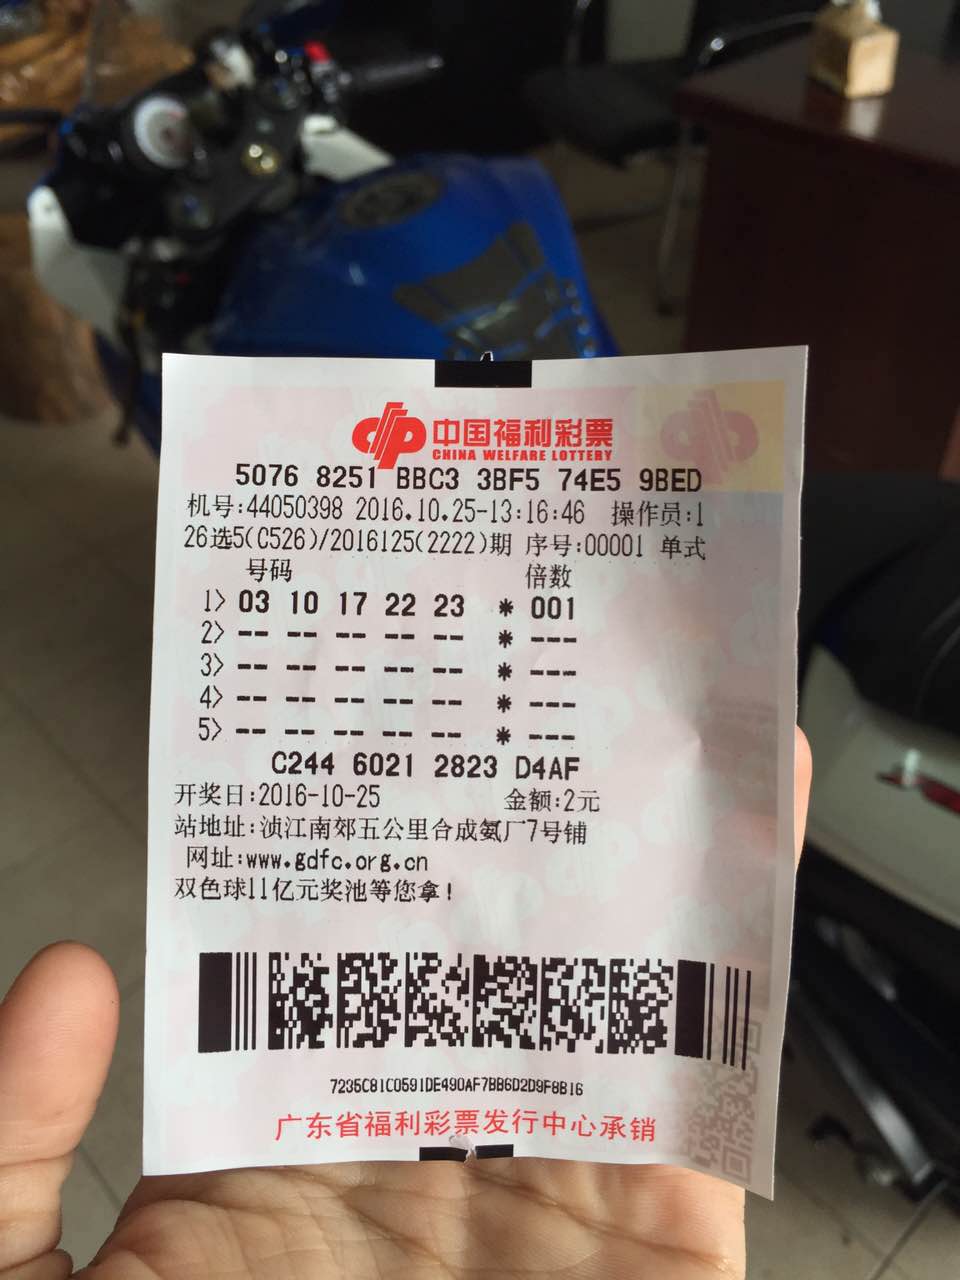 中国福利彩票
CHINA WELFARE LOTTERY
5076 8251 BBC3 3BF5 74E5 9BED
机号:44050398 2016.10.25-13:16:46 操作员:1
26选5(C526)/2016125(2222)期 序号:00001 单式
号码 倍数
1> 03 10 17 22 23 * 001
2> -- -- -- -- -- * ---
3> -- -- -- -- -- * ---
4> -- -- -- -- -- * ---
5> -- -- -- -- -- * ---
C244 6021 2823 D4AF
开奖日:2016-10-25 金额:2元
站地址:浈江南郊五公里合成氨厂7号铺
网址:www.gdfc.org.cn
双色球11亿元奖池等您拿!
7235C81C0591DE490AF7BB6D2D9F8B16
广东省福利彩票发行中心承销